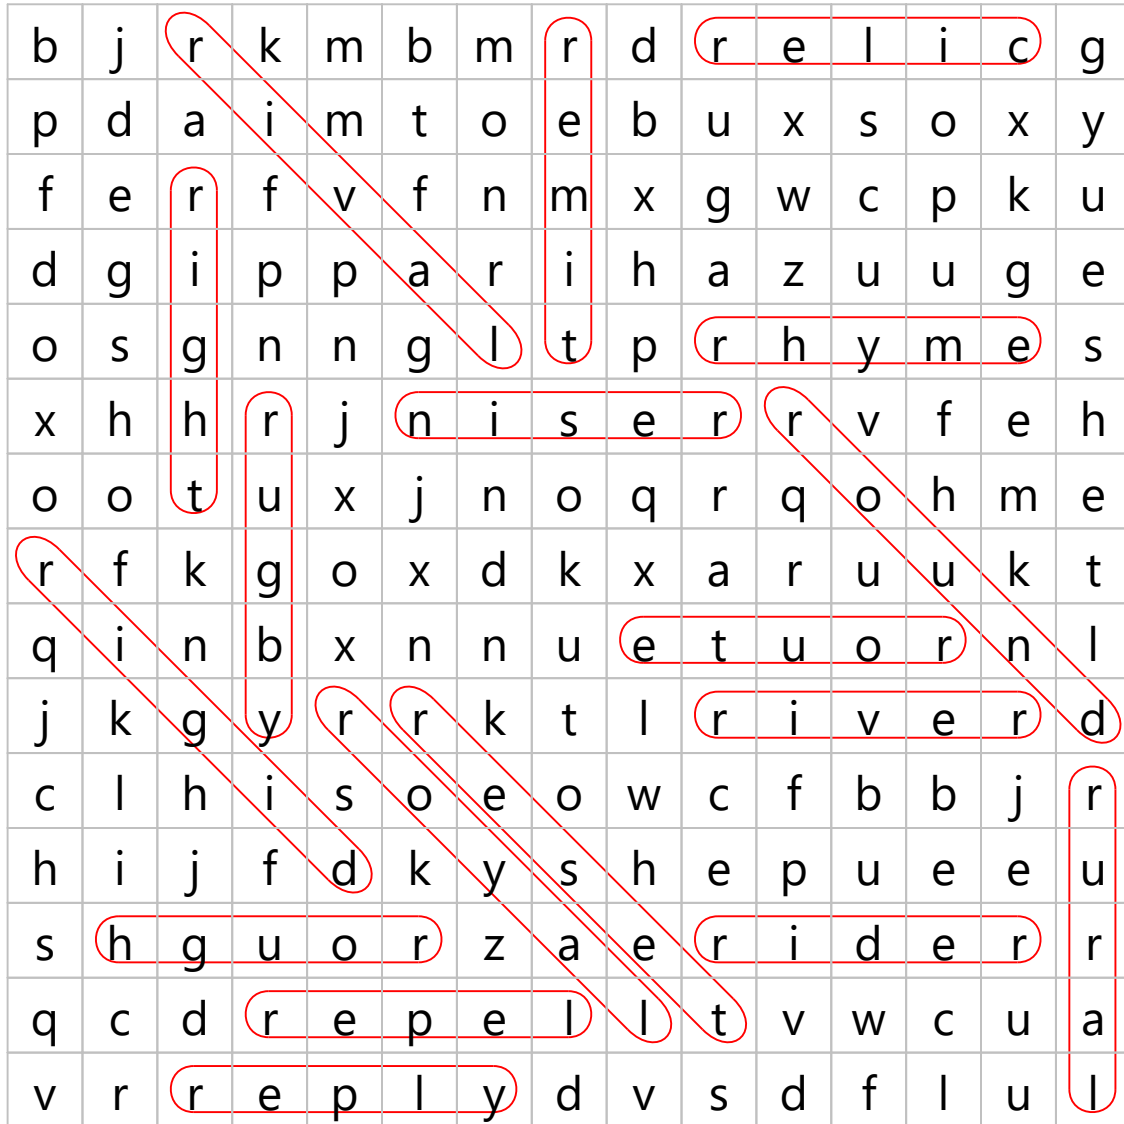 b j r k m b m r d r e l i c g
p d a i m t o e b u x s o x y
f e r f v f n m x g w c p k u
d g i p p a r i h a z u u g e
o s g n n g l t p r h y m e s
x h h r j n i s e r r v f e h
o o t u x j n o q r q o h m e
r f k g o x d k x a r u u k t
q i n b x n n u e t u o r n l
j k g y r r k t l r i v e r d
c l h i s o e o w c f b b j r
h i j f d k y s h e p u e e u
s h g u o r z a e r i d e r r
q c d r e p e l l t v w c u a
v r r e p l y d v s d f l u l